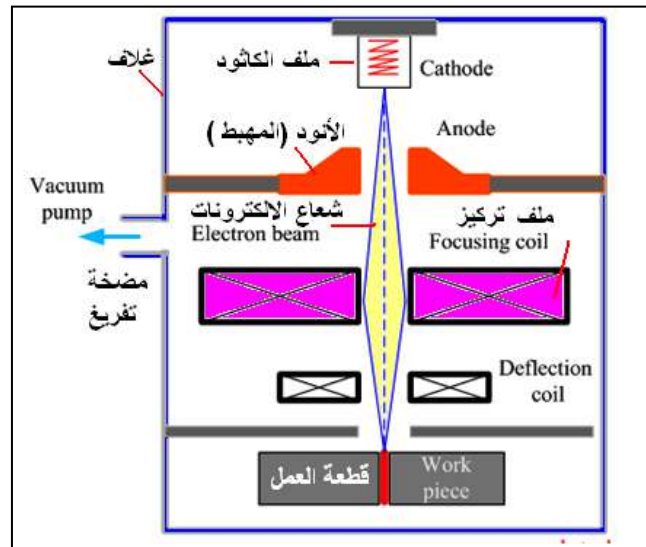 غلاف
ملف الكاثود
Cathode
الأنود (المهبط)
Anode
Vacuum
pump
شعاع الالكترونات
Electron beam
ملف تركيز
Focusing coil
مضخة
تفريغ
Deflection
coil
قطعة العمل
Work
piece